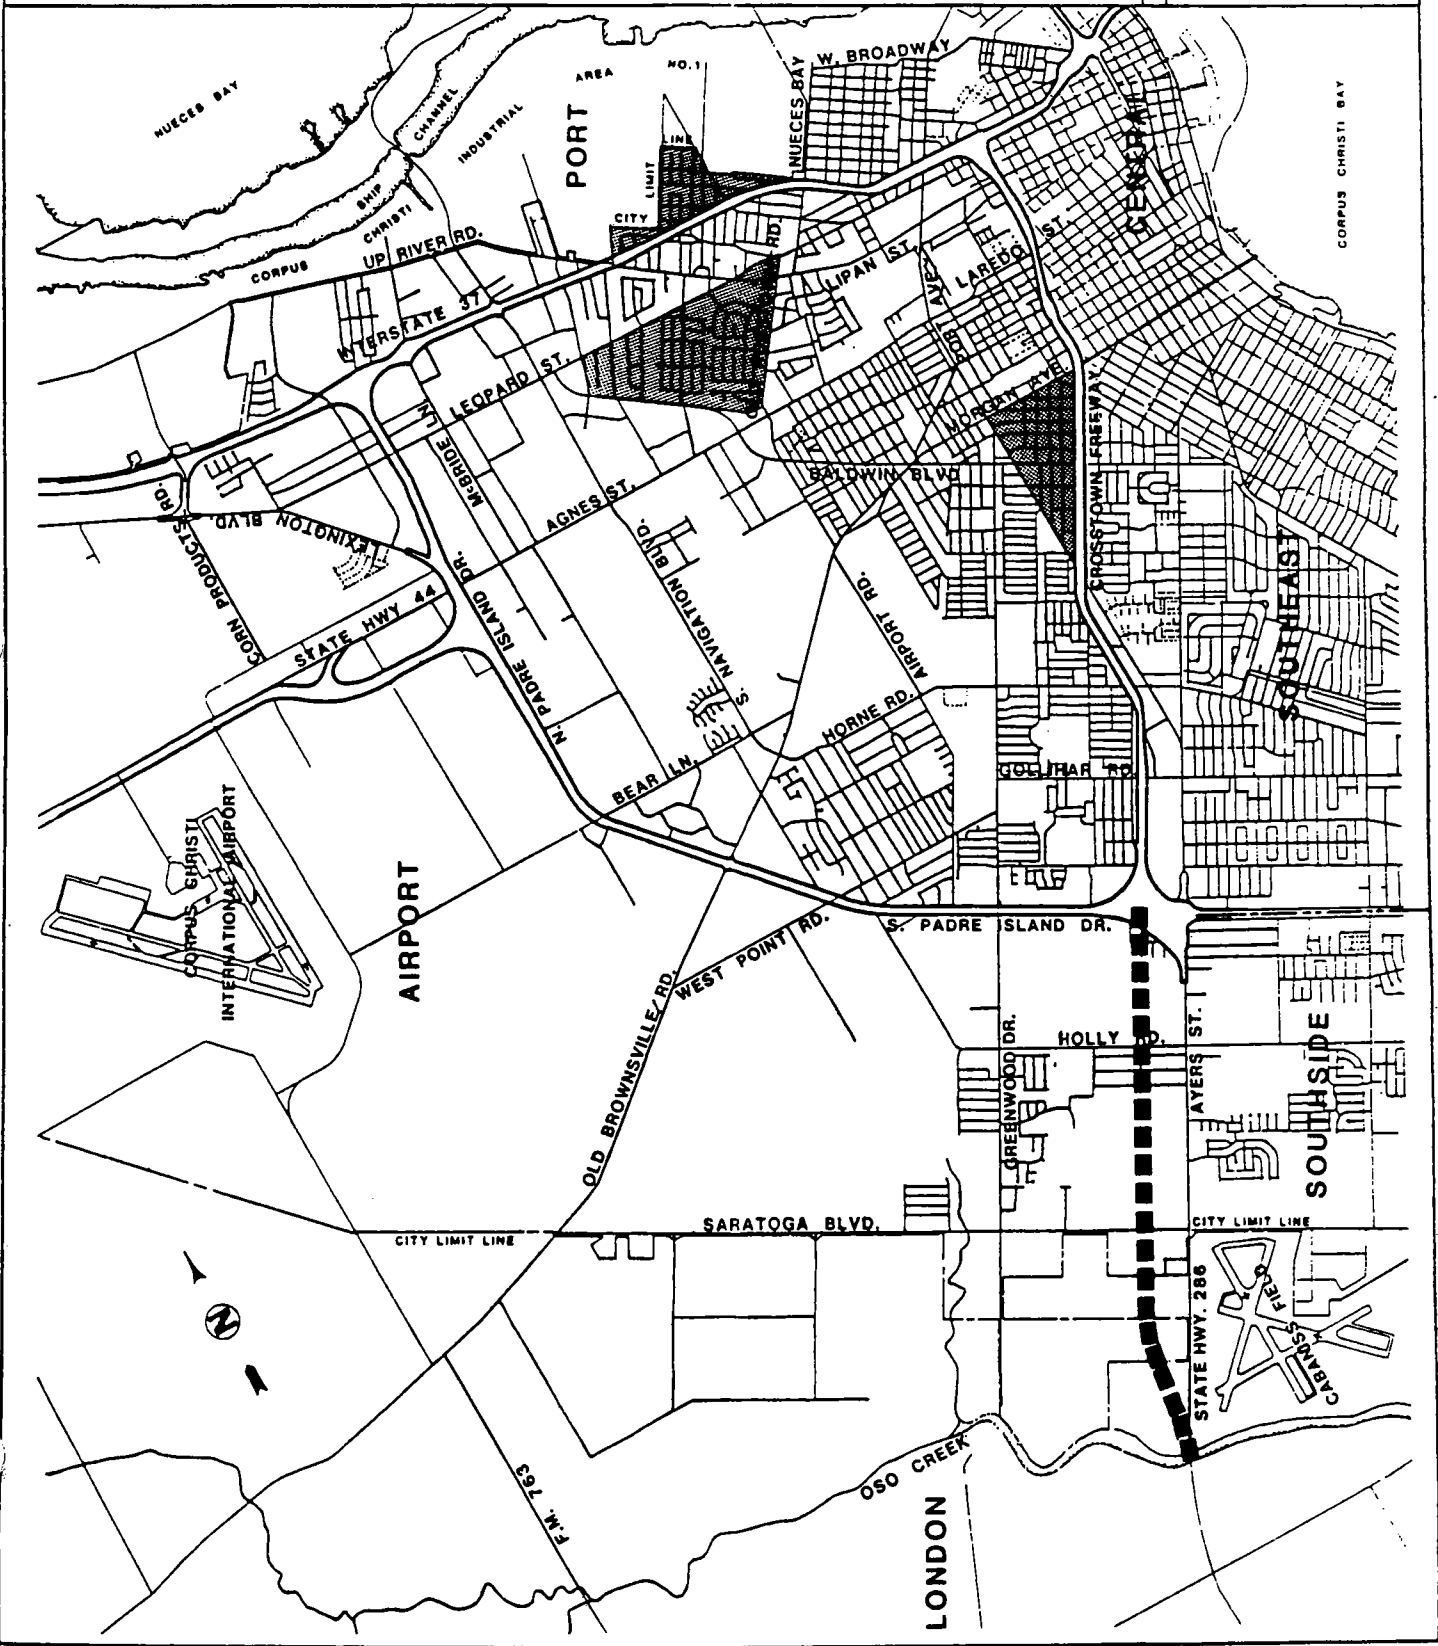 NUECES BAY
CHANNEL
INDUSTRIAL
AREA
NO.1
PORT
NUECES BAY
W. BROADWAY
CENTRAL
CORPUS CHRISTI BAY
LIMIT
LINE
CITY
RD.
SHIP
CHRISTI
CORPUS
UP RIVER RD.
LIPAN ST.
LAREDO ST.
PORT AVE.
INTERSTATE 37
LEOPARD ST.
McBRIDE LN.
MORGAN AVE.
BALDWIN BLVD
CROSSTOWN FREEWAY
AGNES ST.
CORN PRODUCTS RD.
LEXINGTON BLVD.
STATE HWY 44
N. PADRE ISLAND DR.
S. NAVIGATION BLVD.
AIRPORT RD.
SOUTHEAST
HORNE RD.
BEAR LN.
GOLLIHAR RD.
CORPUS CHRISTI
INTERNATIONAL AIRPORT
AIRPORT
S. PADRE ISLAND DR.
WEST POINT RD.
OLD BROWNSVILLE RD.
HOLLY RD.
GREENWOOD DR.
AYERS ST.
SOUTHSIDE
SARATOGA BLVD.
CITY LIMIT LINE
CITY LIMIT LINE
STATE HWY. 286
CABANISS FIELD
N
F.M. 763
OSO CREEK
LONDON